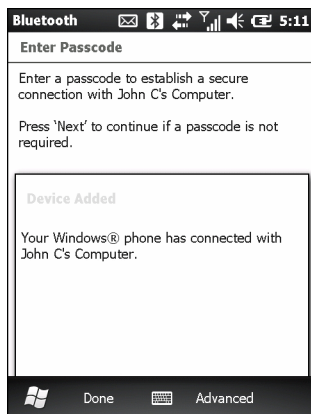 Bluetooth 5:11
Enter Passcode
Enter a passcode to establish a secure
connection with John C's Computer.
Press ‘Next’ to continue if a passcode is not
required.
Device Added
Your Windows® phone has connected with
John C's Computer.
Done Advanced